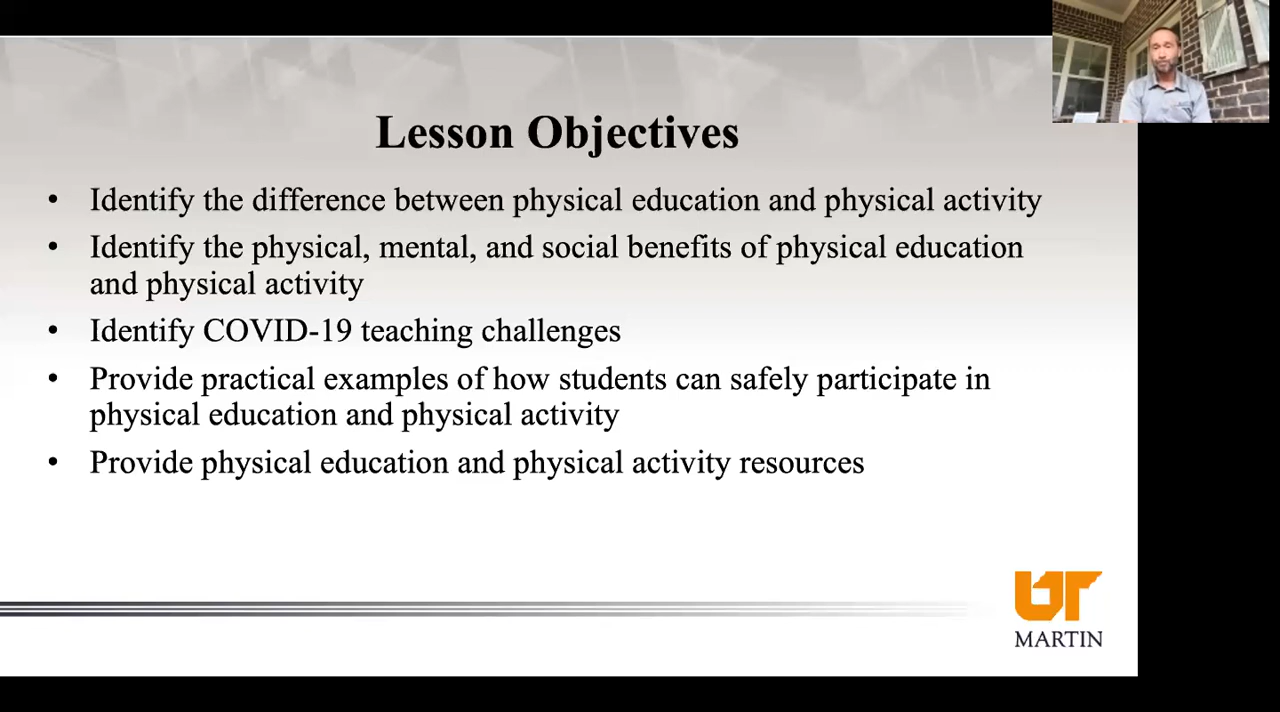 Lesson Objectives
• Identify the difference between physical education and physical activity
• Identify the physical, mental, and social benefits of physical education
and physical activity
• Identify COVID-19 teaching challenges
• Provide practical examples of how students can safely participate in
physical education and physical activity
• Provide physical education and physical activity resources
UT
MARTIN